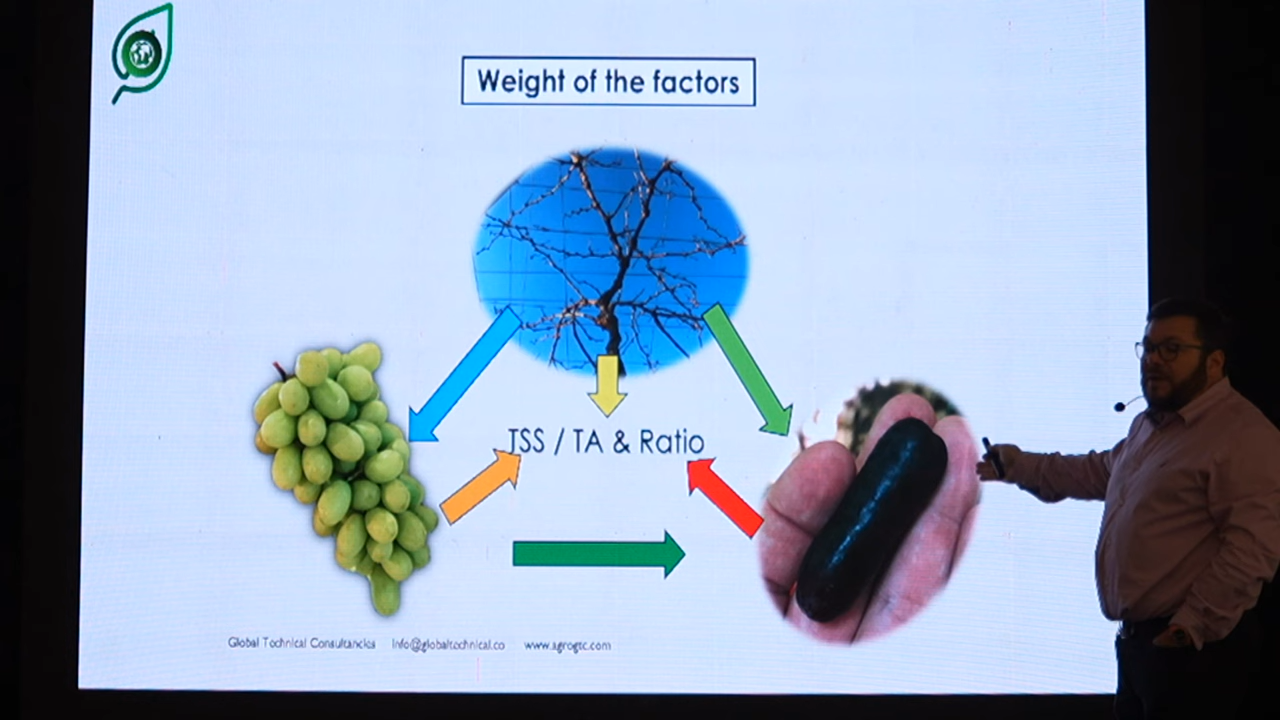 Weight of the factors
TSS / TA & Ratio
Global Technical Consultancies info@globaltechnical.co www.agrogtc.com